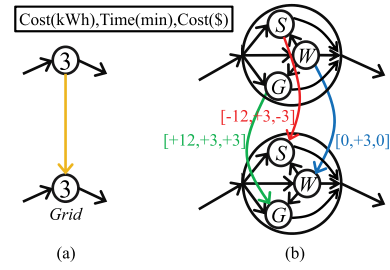 Cost(kWh),Time(min),Cost($)
3
3
Grid
(a)
S
W
G
[-12,+3,-3]
[+12,+3,+3]
[0,+3,0]
S
W
G
(b)